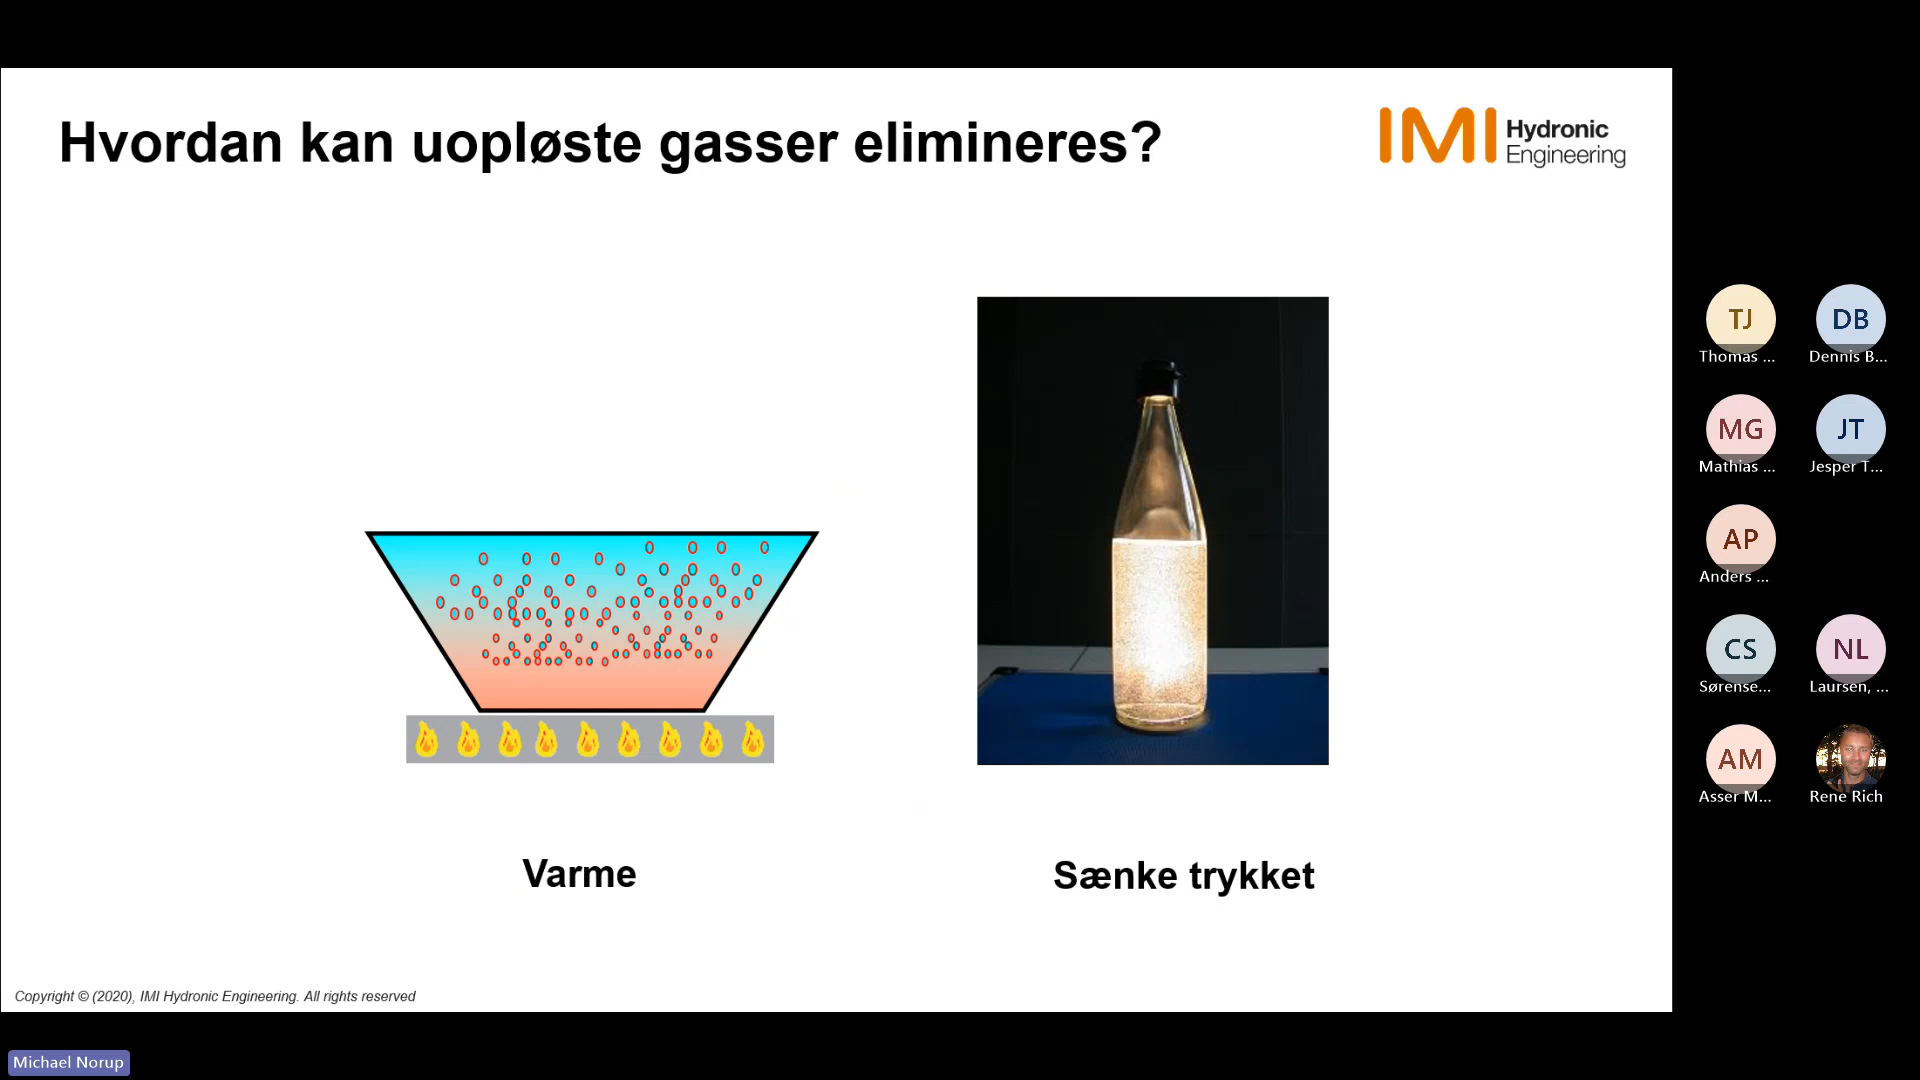 Hvordan kan uopløste gasser elimineres?
IMI Hydronic
Engineering
Varme
Sænke trykket
Copyright © (2020), IMI Hydronic Engineering. All rights reserved
Michael Norup
TJ
Thomas ...
DB
Dennis B...
MG
Mathias ...
JT
Jesper T...
AP
Anders ...
CS
Sørense...
NL
Laursen, ...
AM
Asser M...
Rene Rich